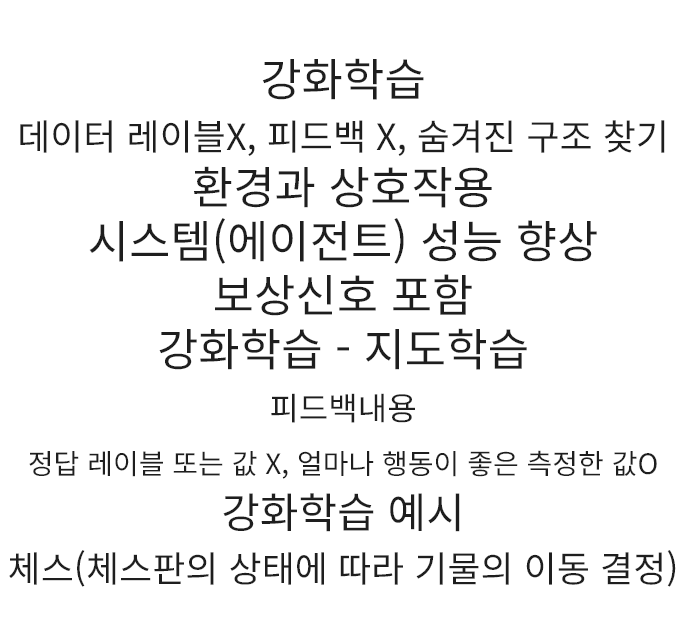 강화학습
데이터 레이블X, 피드백 X, 숨겨진 구조 찾기
환경과 상호작용
시스템(에이전트) 성능 향상
보상신호 포함
강화학습 - 지도학습
피드백내용
정답 레이블 또는 값 X, 얼마나 행동이 좋은 측정한 값O
강화학습 예시
체스(체스판의 상태에 따라 기물의 이동 결정)